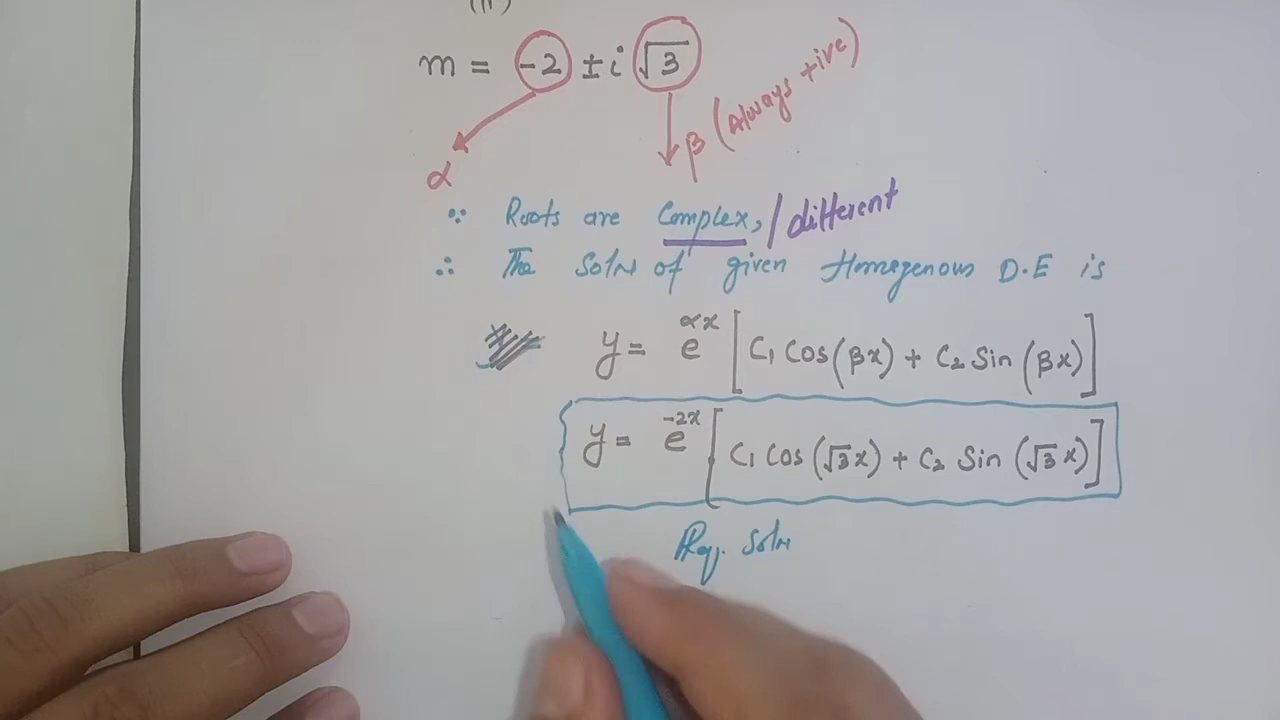 m = -2 ± i √3
α
β (Always +ive)
∵ Roots are Complex, / different
∴ The Soln of given Homogenous D.E is
y = e^αx [C₁ Cos(βx) + C₂ Sin(βx)]
y = e^-2x [C₁ Cos(√3x) + C₂ Sin(√3x)]
Req. Soln